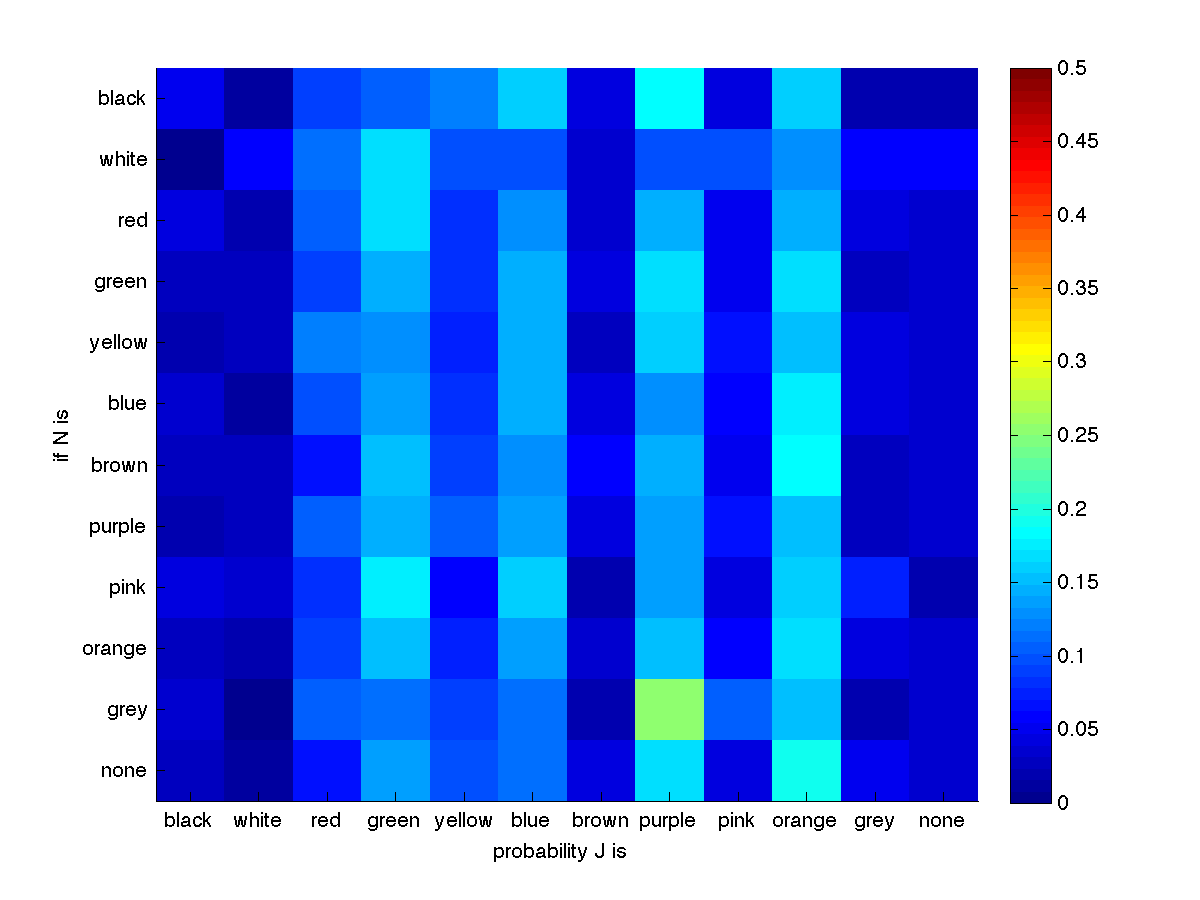 black
white
red
green
yellow
blue
brown
purple
pink
orange
grey
none
if N is
black white red green yellow blue brown purple pink orange grey none
probability J is
0.5
0.45
0.4
0.35
0.3
0.25
0.2
0.15
0.1
0.05
0